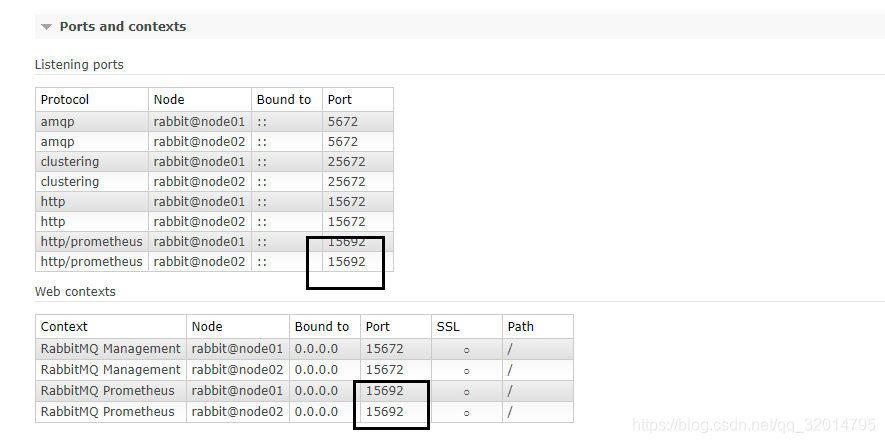 Ports and contexts
Listening ports
Protocol Node Bound to Port
amqp rabbit@node01 :: 5672
amqp rabbit@node02 :: 5672
clustering rabbit@node01 :: 25672
clustering rabbit@node02 :: 25672
http rabbit@node01 :: 15672
http rabbit@node02 :: 15672
http/prometheus rabbit@node01 :: 15692
http/prometheus rabbit@node02 :: 15692
Web contexts
Context Node Bound to Port SSL Path
RabbitMQ Management rabbit@node01 0.0.0.0 15672 ○ /
RabbitMQ Management rabbit@node02 0.0.0.0 15672 ○ /
RabbitMQ Prometheus rabbit@node01 0.0.0.0 15692 ○ /
RabbitMQ Prometheus rabbit@node02 0.0.0.0 15692 ○ /
https://blog.csdn.net/qq_32014795